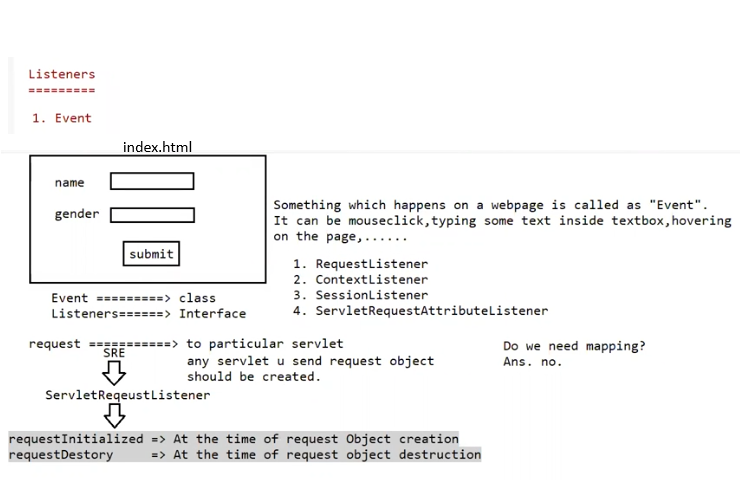 Listeners
=========
1. Event
index.html
name
gender
submit
Something which happens on a webpage is called as "Event".
It can be mouseclick,typing some text inside textbox,hovering
on the page,......
1. RequestListener
2. ContextListener
3. SessionListener
4. ServletRequestAttributeListener
Event =========> class
Listeners======> Interface
request ===========> to particular servlet
SRE
any servlet u send request object
should be created.
Do we need mapping?
Ans. no.
ServletReqeustListener
requestInitialized => At the time of request Object creation
requestDestory => At the time of request object destruction